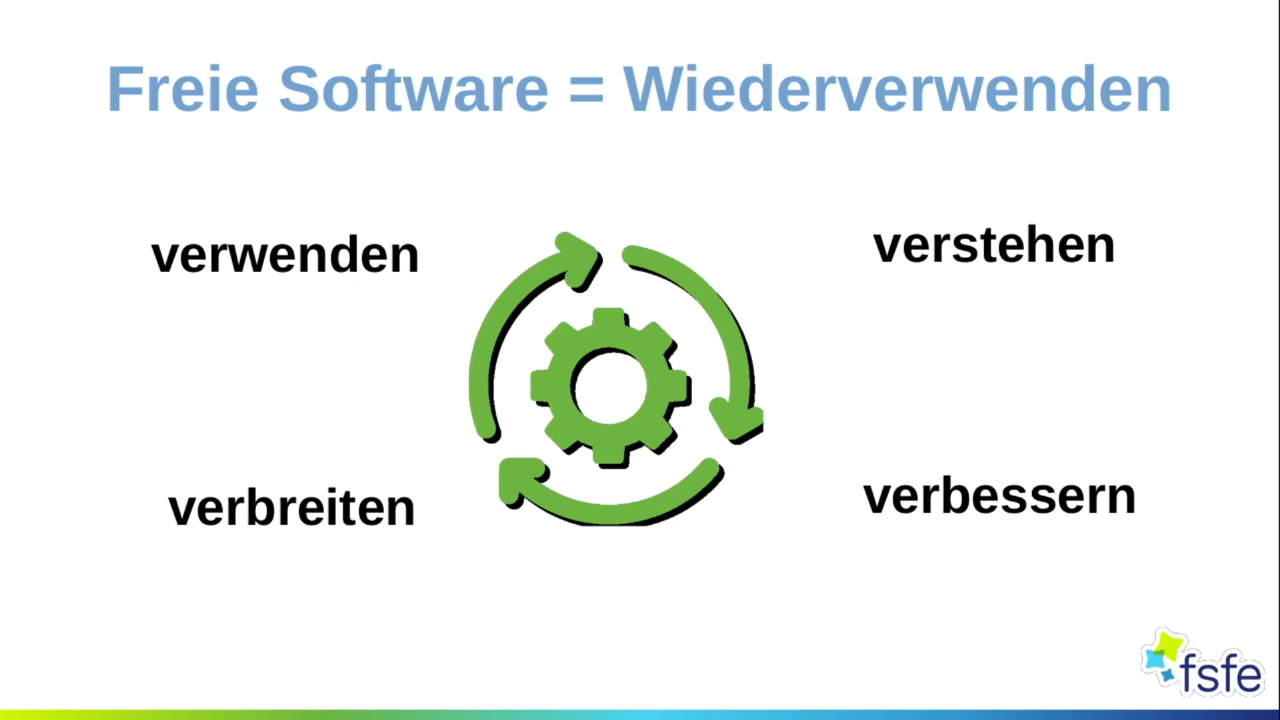 Freie Software = Wiederverwenden
verwenden
verstehen
verbreiten
verbessern
fsfe